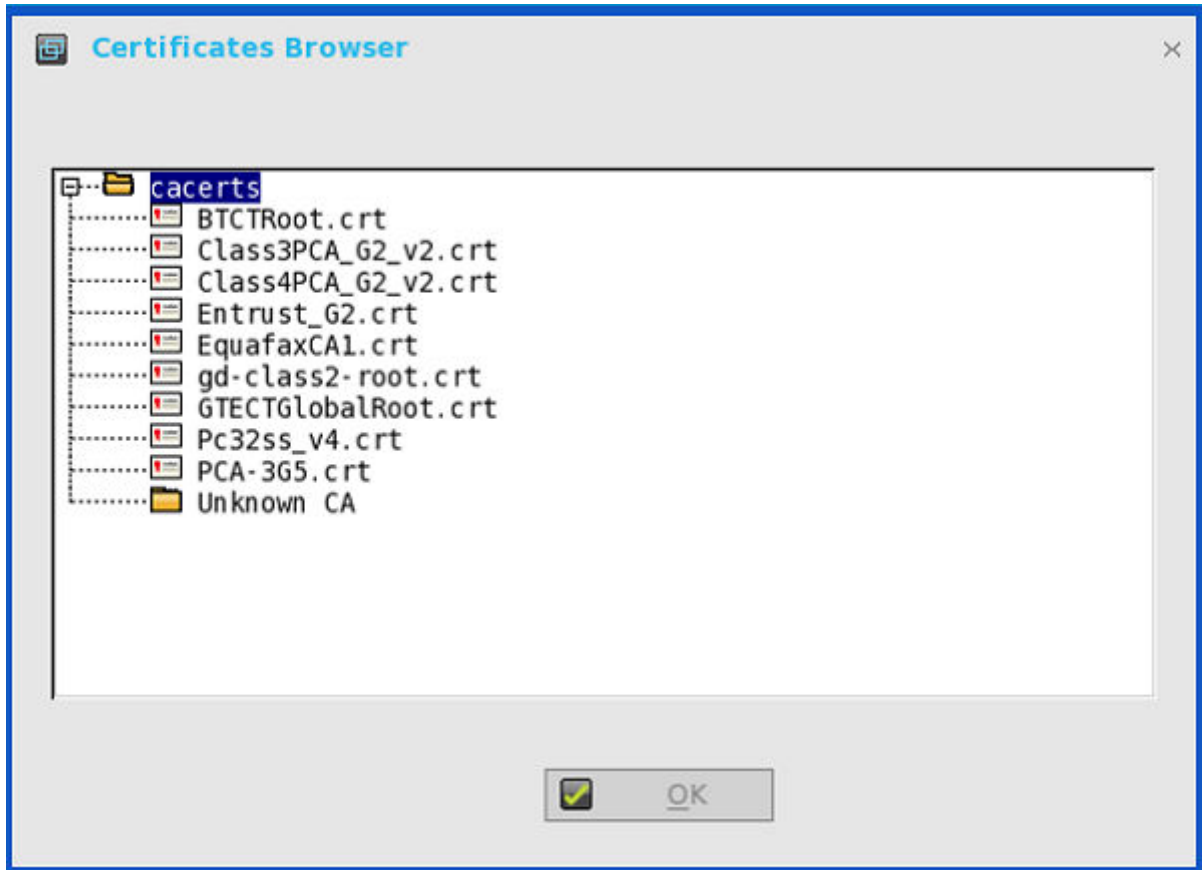 Certificates Browser
cacerts
BTCTRoot.crt
Class3PCA_G2_v2.crt
Class4PCA_G2_v2.crt
Entrust_G2.crt
EquafaxCA1.crt
gd-class2-root.crt
GTECTGlobalRoot.crt
Pc32ss_v4.crt
PCA-3G5.crt
Unknown CA
OK